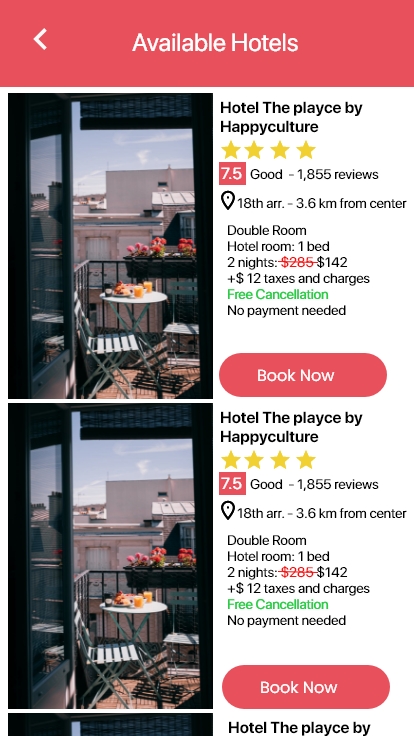 Available Hotels
Hotel The playce by
Happyculture
7.5 Good - 1,855 reviews
18th arr. - 3.6 km from center
Double Room
Hotel room: 1 bed
2 nights: $285 $142
+$ 12 taxes and charges
Free Cancellation
No payment needed
Book Now
Hotel The playce by
Happyculture
7.5 Good - 1,855 reviews
18th arr. - 3.6 km from center
Double Room
Hotel room: 1 bed
2 nights: $285 $142
+$ 12 taxes and charges
Free Cancellation
No payment needed
Book Now
Hotel The playce by